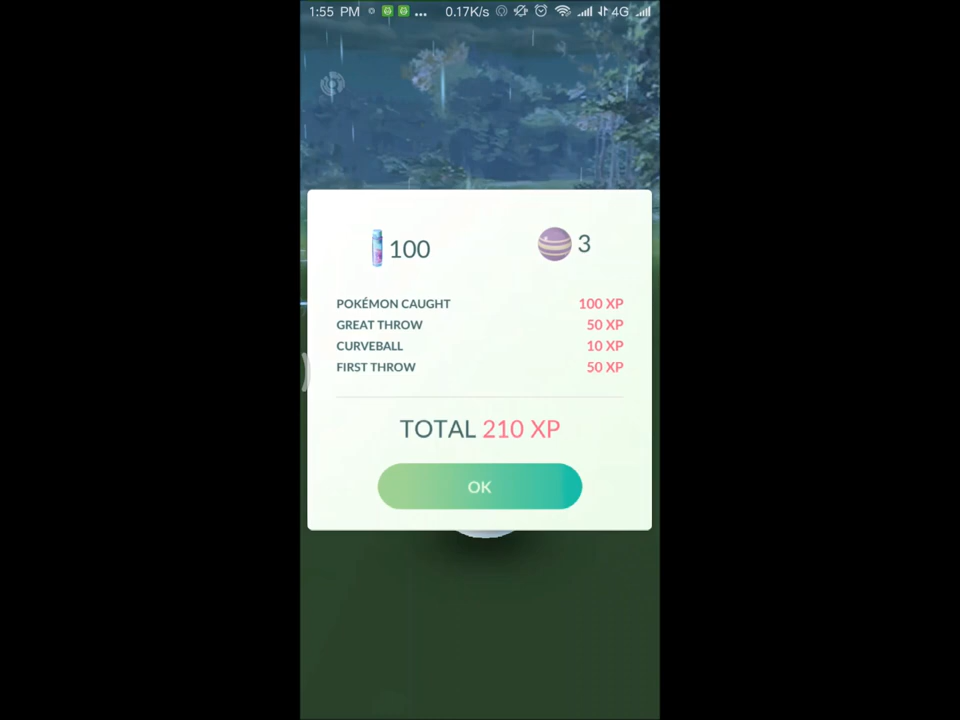 1:55 PM ... 0.17K/s 4G
100 3
POKÉMON CAUGHT 100 XP
GREAT THROW 50 XP
CURVEBALL 10 XP
FIRST THROW 50 XP
TOTAL 210 XP
OK